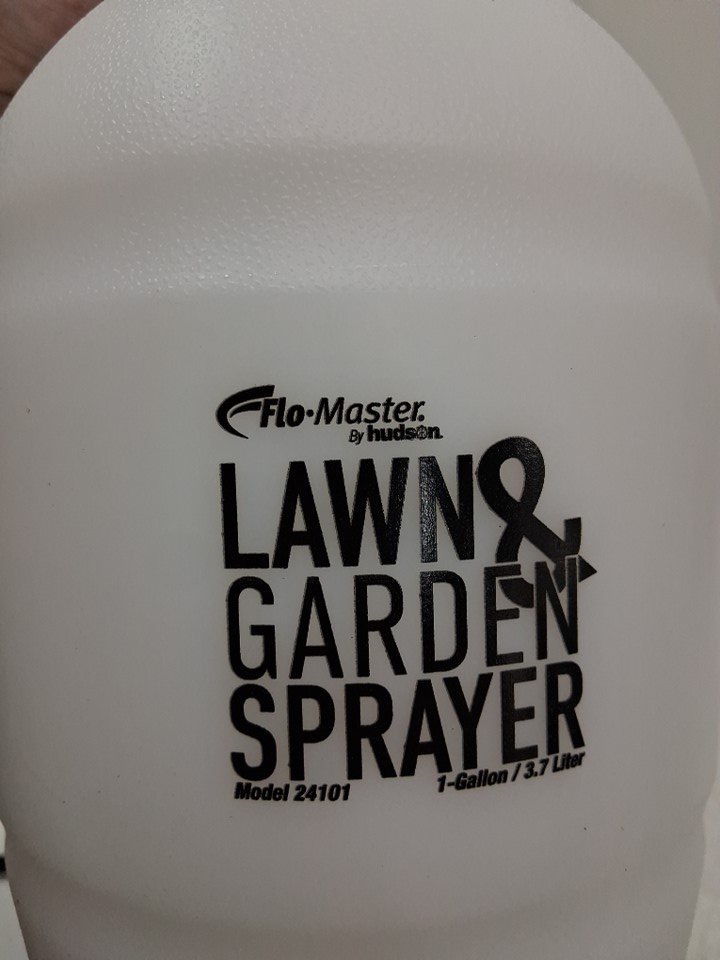 Flo·Master.
By hudson.
LAWN &
GARDEN
SPRAYER
Model 24101
1-Gallon / 3.7 Liter